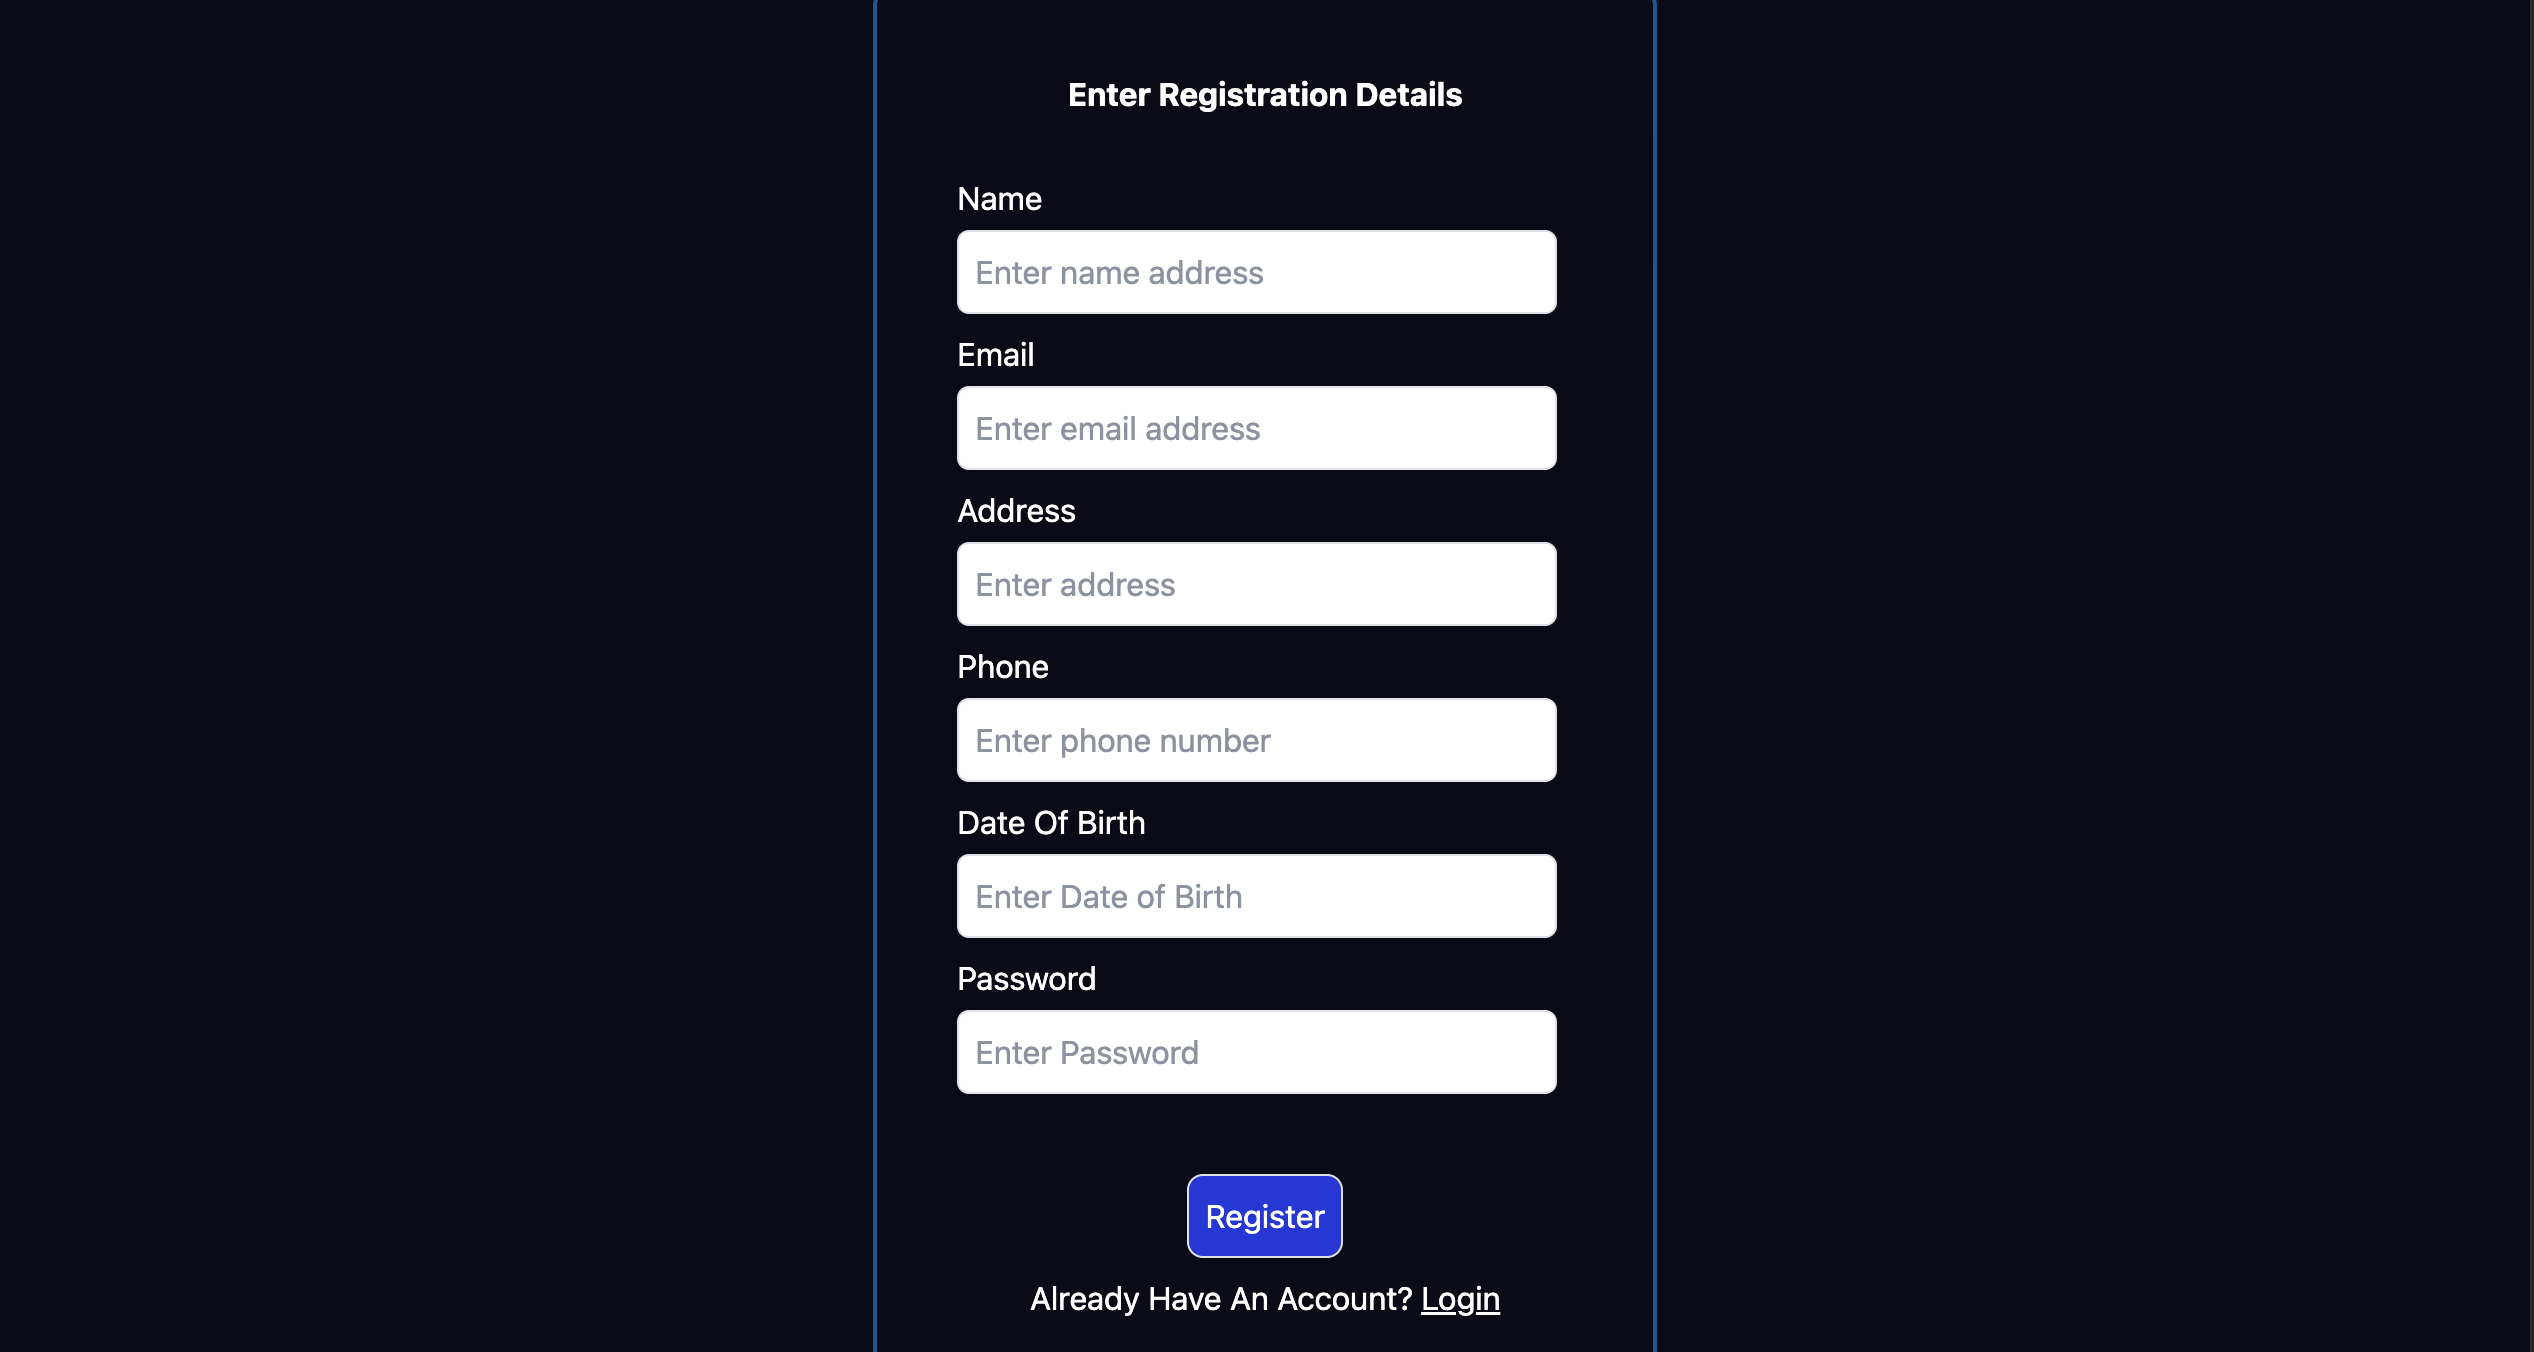 Enter Registration Details
Name
Enter name address
Email
Enter email address
Address
Enter address
Phone
Enter phone number
Date Of Birth
Enter Date of Birth
Password
Enter Password
Register
Already Have An Account? Login